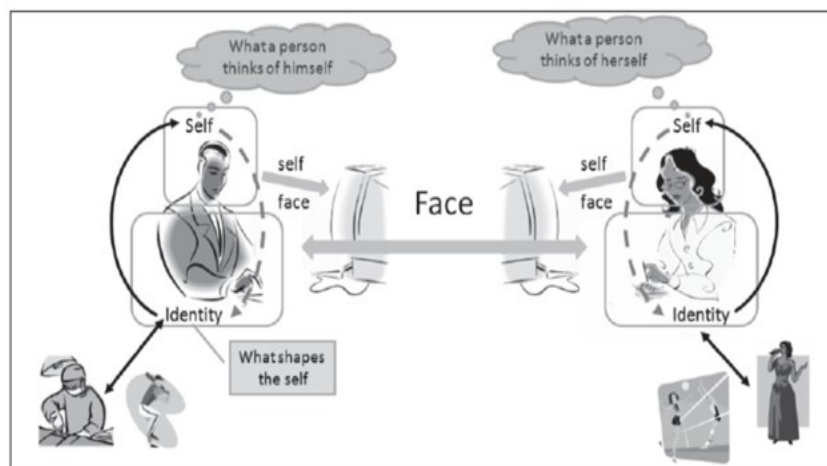 What a person
thinks of himself
What a person
thinks of herself
Self
Self
self
face
Face
self
face
Identity
Identity
What shapes
the self